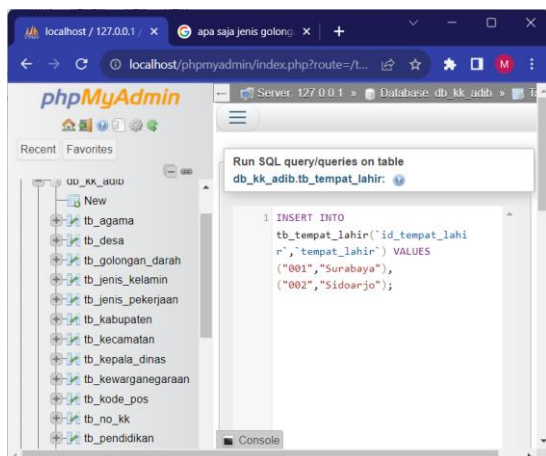 localhost / 127.0.0.1 /
apa saja jenis golong
localhost/phpmyadmin/index.php?route=/t...
M
phpMyAdmin
Recent Favorites
db_kk_adib
New
tb_agama
tb_desa
tb_golongan_darah
tb_jenis_kelamin
tb_jenis_pekerjaan
tb_kabupaten
tb_kecamatan
tb_kepala_dinas
tb_kewarganegaraan
tb_kode_pos
tb_no_kk
tb_pendidikan
Server: 127.0.0.1 » Database: db_kk_adib »
Run SQL query/queries on table
db_kk_adib.tb_tempat_lahir:
1 INSERT INTO
tb_tempat_lahir(`id_tempat_lahi
r`,`tempat_lahir`) VALUES
("001","Surabaya"),
("002","Sidoarjo");
Console